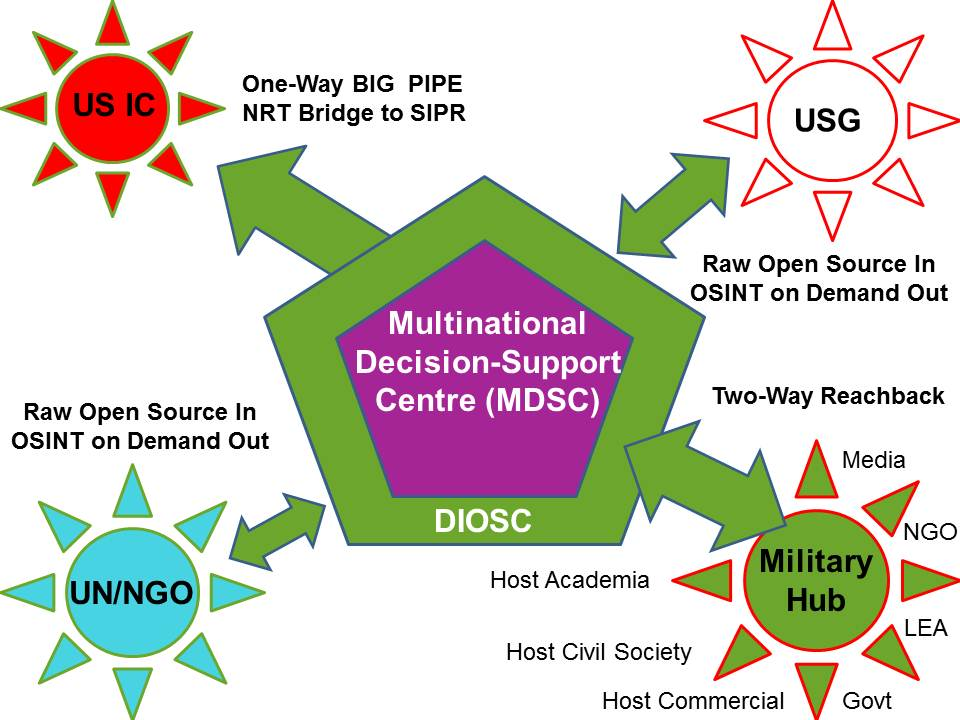 US IC
One-Way BIG PIPE
NRT Bridge to SIPR
USG
Raw Open Source In
OSINT on Demand Out
Multinational
Decision-Support
Centre (MDSC)
DIOSC
Raw Open Source In
OSINT on Demand Out
UN/NGO
Two-Way Reachback
Media
NGO
Military
Hub
Host Academia
LEA
Host Civil Society
Host Commercial
Govt